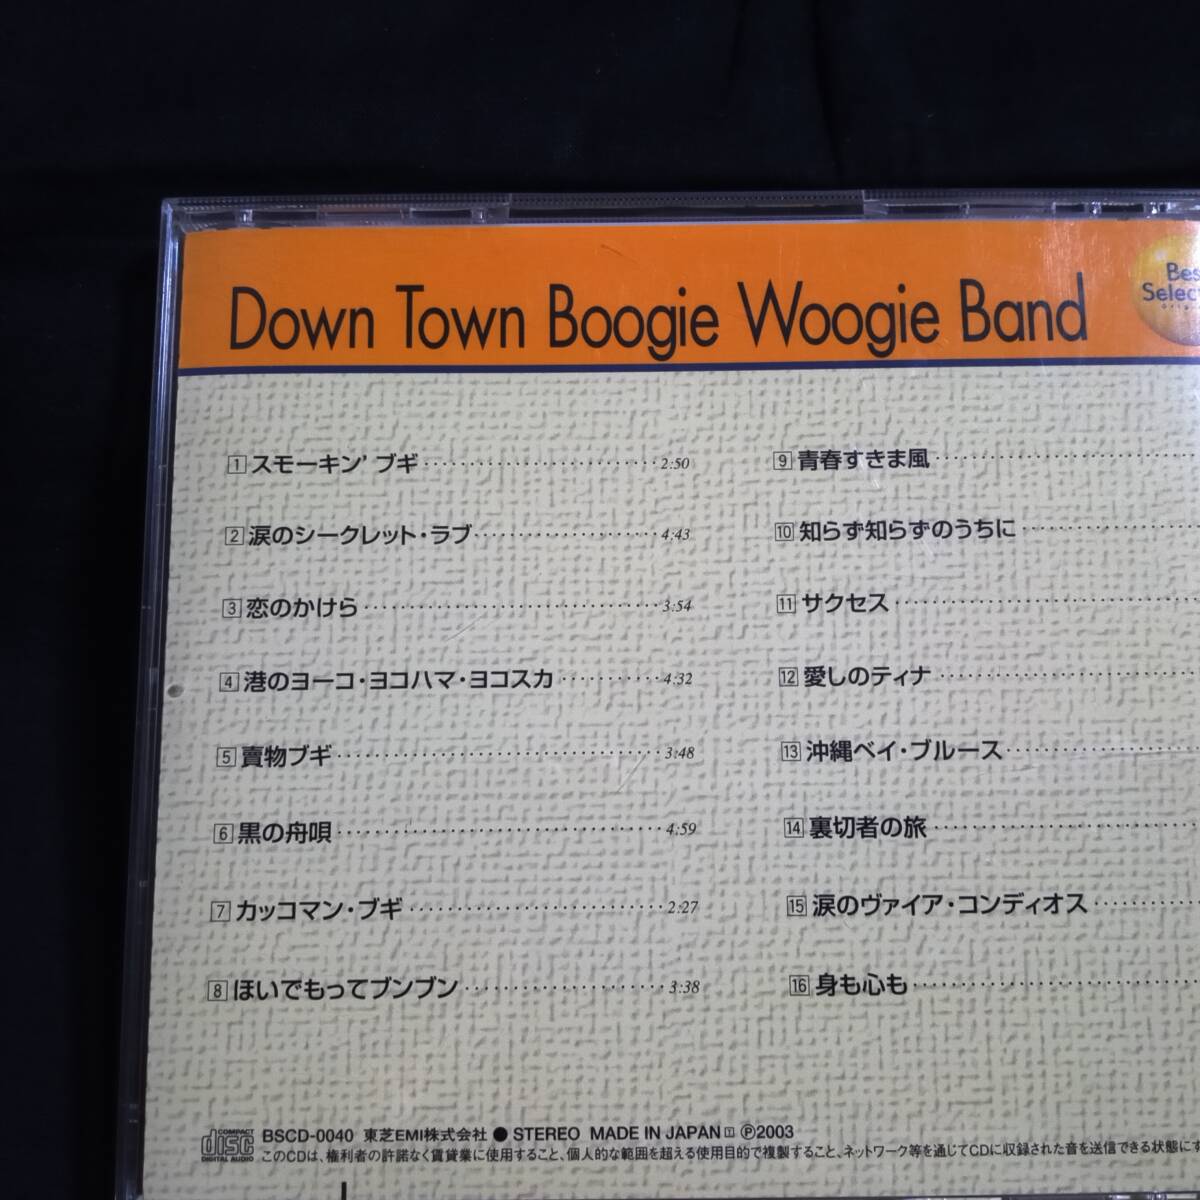 Down Town Boogie Woogie Band
Best
Select
1 スモーキン’ブギ 2:50
2 涙のシークレット・ラブ 4:43
3 恋のかけら 3:54
4 港のヨーコ・ヨコハマ・ヨコスカ 4:32
5 賣物ブギ 3:48
6 黒の舟唄 4:59
7 カッコマン・ブギ 2:27
8 ほいでもってブンブン 3:38
9 青春すきま風
10 知らず知らずのうちに
11 サクセス
12 愛しのティナ
13 沖縄ベイ・ブルース
14 裏切者の旅
15 涙のヴァイア・コンディオス
16 身も心も
COMPACT disc DIGITAL AUDIO
BSCD-0040 東芝EMI株式会社 ● STEREO MADE IN JAPAN ℗2003
このCDは、権利者の許諾なく賃貸業に使用すること、個人的な範囲を超える使用目的で複製すること、ネットワーク等を通じてCDに収録された音を送信できる状態にす